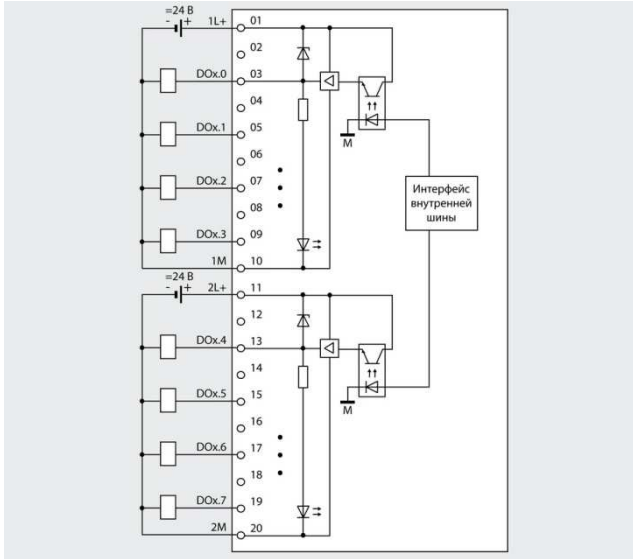 =24 В
- + 1L+ 01
02
DOx.0 03
04
DOx.1 05
06
DOx.2 07
08
DOx.3 09
1M 10
M
Интерфейс
внутренней
шины
=24 В
- + 2L+ 11
12
DOx.4 13
14
DOx.5 15
16
DOx.6 17
18
DOx.7 19
2M 20
M